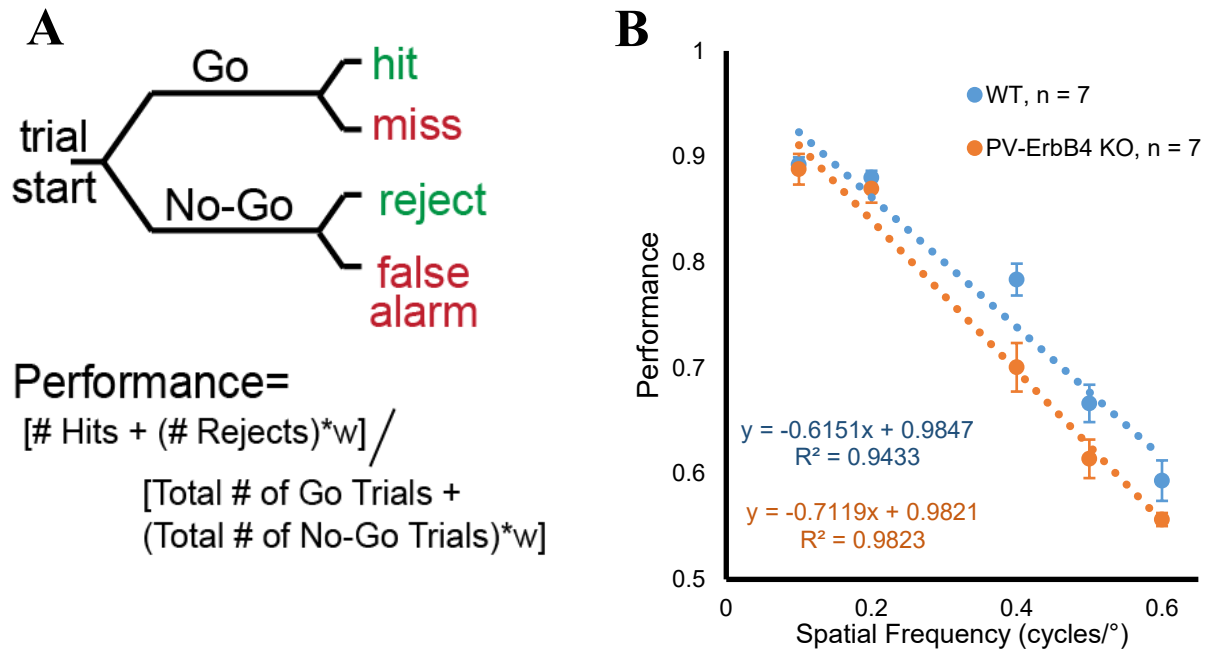 A
Go
hit
miss
trial
start
No-Go
reject
false
alarm
Performance=
[# Hits + (# Rejects)*w]/
[Total # of Go Trials +
(Total # of No-Go Trials)*w]
B
1
0.9
0.8
0.7
0.6
0.5
Performance
WT, n = 7
PV-ErbB4 KO, n = 7
y = -0.6151x + 0.9847
R² = 0.9433
y = -0.7119x + 0.9821
R² = 0.9823
0
0.2
0.4
0.6
Spatial Frequency (cycles/°)